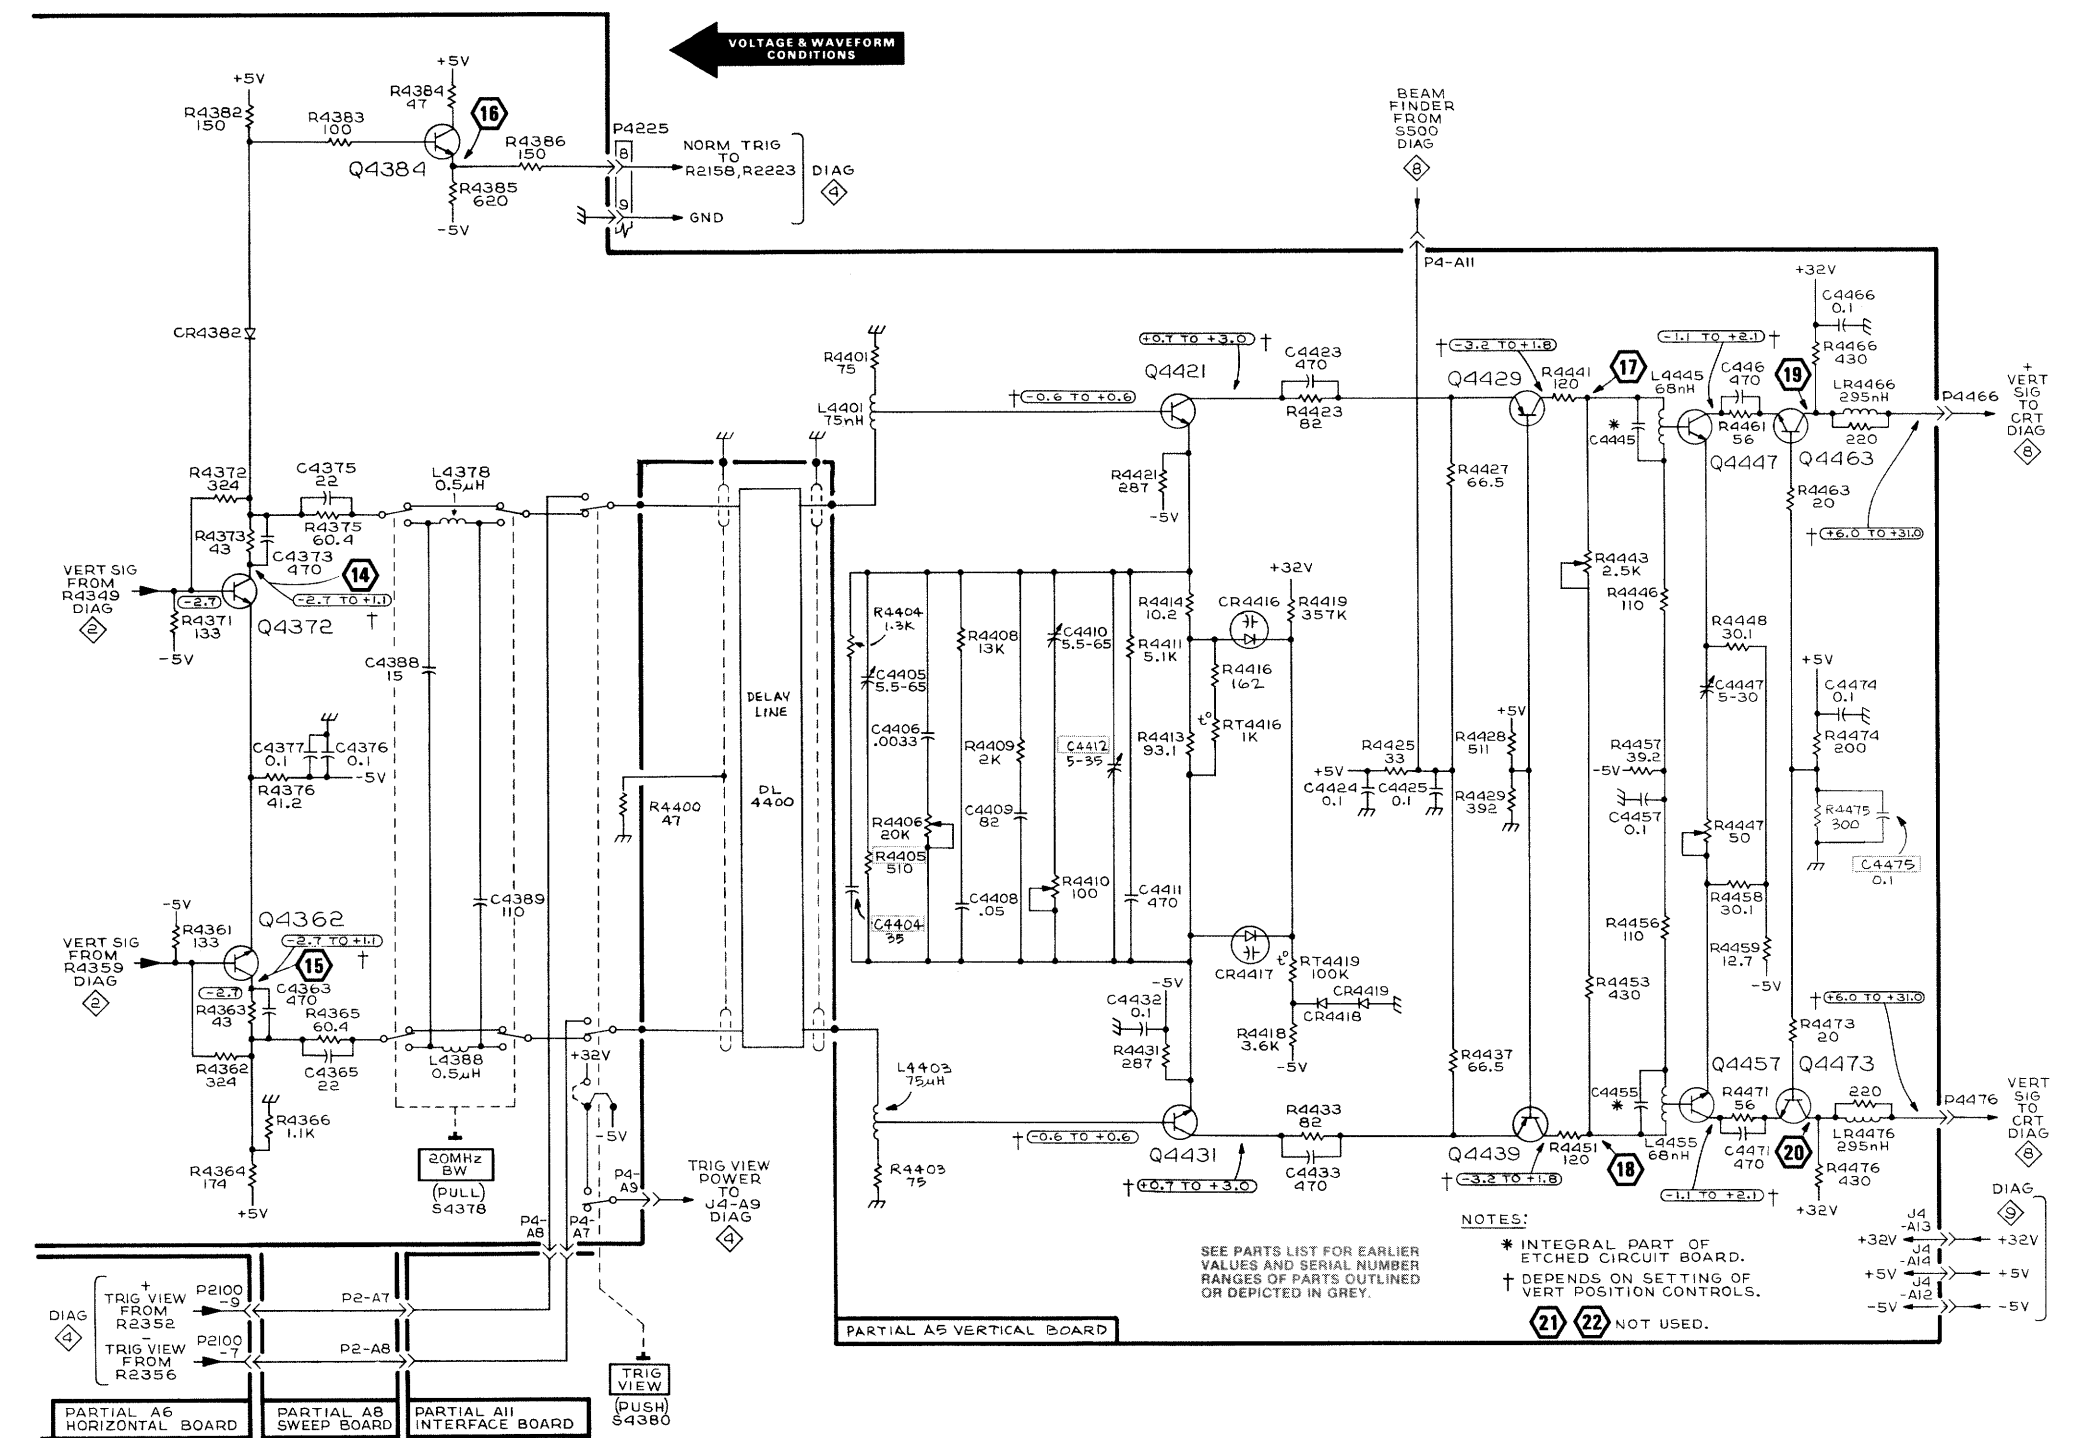 VOLTAGE & WAVEFORM
CONDITIONS
+5V
R4382
150
R4383
100
+5V
R4384
47
16
Q4384
R4386
150
R4385
620
-5V
P4225
8
NORM TRIG
TO
R2158, R2223
DIAG
4
9
GND
BEAM
FINDER
FROM
S500
DIAG
8
P4-A11
CR4382
R4372
324
C4375
22
R4375
60.4
R4373
43
C4373
470
14
-2.7 TO +1.1
†
VERT SIG
FROM
R4349
DIAG
2
-2.7
R4371
133
-5V
Q4372
L4378
0.5μH
C4388
15
C4377
0.1
C4376
0.1
-5V
R4376
41.2
C4389
110
-5V
R4361
133
Q4362
VERT SIG
FROM
R4359
DIAG
2
-2.7 TO +1.1
†
15
-2.7
R4363
43
C4363
470
R4365
60.4
C4365
22
R4362
324
R4366
1.1K
R4364
174
+5V
L4388
0.5μH
20MHz
BW
(PULL)
S4378
+32V
-5V
P4-
A9
TRIG VIEW
POWER
TO
J4-A9
DIAG
4
P4-
A8
P4-
A7
R4400
47
DELAY
LINE
DL
4400
R4401
75
L4401
75nH
† -0.6 TO +0.6
+0.7 TO +3.0 †
Q4421
R4421
287
-5V
C4423
470
R4423
82
R4404
1.3K
C4405
5.5-65
C4406
.0033
R4406
20K
R4405
510
C4404
35
R4408
13K
R4409
2K
C4409
82
C4408
.05
C4410
5.5-65
C4412
5-35
R4410
100
R4411
5.1K
C4411
470
R4414
10.2
R4413
93.1
CR4416
R4416
162
t°
RT4416
1K
+32V
R4419
357K
CR4417
t°
RT4419
100K
CR4419
CR4418
R4418
3.6K
-5V
C4432
0.1
-5V
R4431
287
L4403
75μH
R4403
75
† -0.6 TO +0.6
Q4431
† +0.7 TO +3.0
R4433
82
C4433
470
† -3.2 TO +1.8
Q4429
R4441
120
17
R4427
66.5
+5V
R4425
33
C4424
0.1
C4425
0.1
+5V
R4428
511
R4429
392
R4437
66.5
Q4439
† -3.2 TO +1.8
R4451
120
18
L4445
68nH
* C4445
-1.1 TO +2.1 †
C446
470
R4461
56
Q4447
19
Q4463
+32V
C4466
0.1
R4466
430
LR4466
295nH
220
P4466
+
VERT
SIG
TO
CRT
DIAG
8
R4463
20
† +6.0 TO +31.0
R4443
2.5K
R4446
110
R4448
30.1
C4447
5-30
R4457
39.2
-5V
C4457
0.1
R4447
50
R4458
30.1
R4456
110
R4459
12.7
-5V
R4453
430
+5V
C4474
0.1
R4474
200
R4475
300
C4475
0.1
† +6.0 TO +31.0
R4473
20
C4455
*
L4455
68nH
Q4457
R4471
56
C4471
470
Q4473
20
-1.1 TO +2.1 †
220
LR4476
295nH
R4476
430
+32V
P4476
VERT
SIG
TO
CRT
DIAG
8
DIAG
9
J4
-A13
+32V
+32V
J4
-A14
+5V
+5V
J4
-A12
-5V
-5V
NOTES:
* INTEGRAL PART OF
ETCHED CIRCUIT BOARD.
† DEPENDS ON SETTING OF
VERT POSITION CONTROLS.
21 22 NOT USED.
SEE PARTS LIST FOR EARLIER
VALUES AND SERIAL NUMBER
RANGES OF PARTS OUTLINED
OR DEPICTED IN GREY.
PARTIAL A5 VERTICAL BOARD
DIAG
4
+
TRIG VIEW
FROM
R2352
-
TRIG VIEW
FROM
R2356
P2100
-9
P2100
-7
P2-A7
P2-A8
TRIG
VIEW
(PUSH)
S4380
PARTIAL A6
HORIZONTAL BOARD
PARTIAL A8
SWEEP BOARD
PARTIAL A11
INTERFACE BOARD